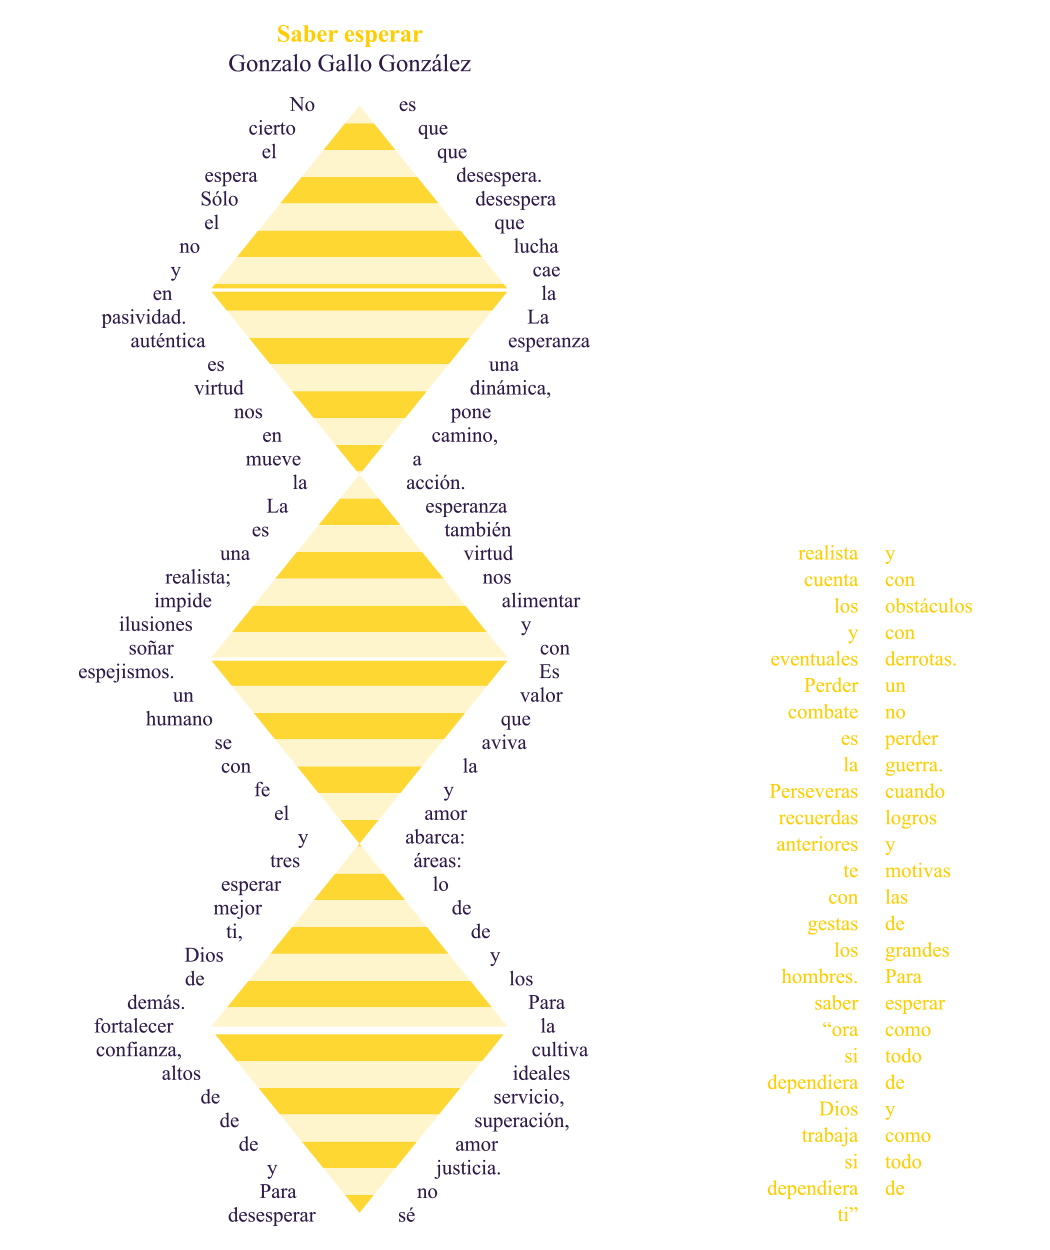 Saber esperar
Gonzalo Gallo González
No es
cierto que
el que
espera desespera.
Sólo desespera
el que
no lucha
y cae
en la
pasividad. La
auténtica esperanza
es una
virtud dinámica,
nos pone
en camino,
mueve a
la acción.
La esperanza
es también
una virtud
realista; nos
impide alimentar
ilusiones y
soñar con
espejismos. Es
un valor
humano que
se aviva
con la
fe y
el amor
y abarca:
tres áreas:
esperar lo
mejor de
ti, de
Dios y
de los
demás. Para
fortalecer la
confianza, cultiva
altos ideales
de servicio,
de superación,
de amor
y justicia.
Para no
desesperar sé
realista y
cuenta con
los obstáculos
y con
eventuales derrotas.
Perder un
combate no
es perder
la guerra.
Perseveras cuando
recuerdas logros
anteriores y
te motivas
con las
gestas de
los grandes
hombres. Para
saber esperar
“ora como
si todo
dependiera de
Dios y
trabaja como
si todo
dependiera de
ti”